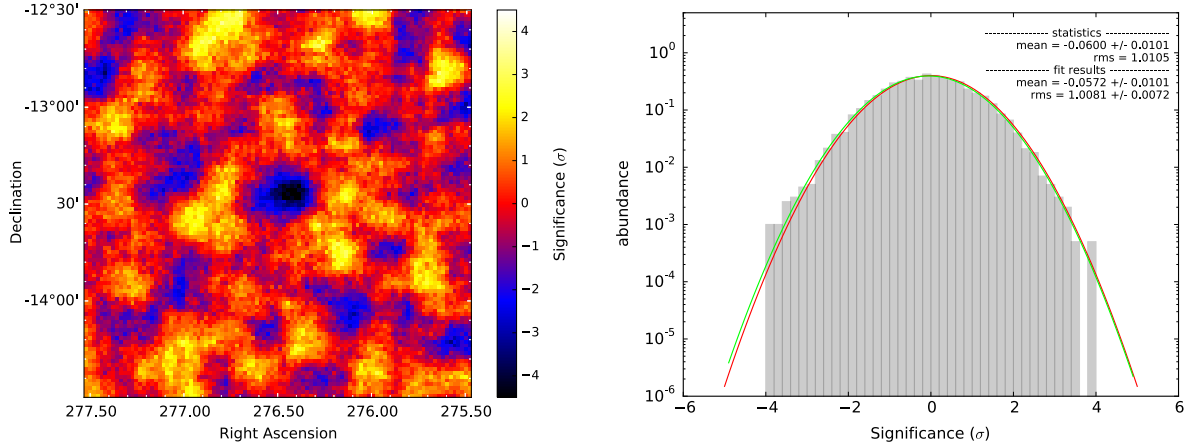 -12°30'
-13°00'
30'
-14°00'
Declination
277.50
277.00
276.50
276.00
275.50
Right Ascension
4
3
2
1
0
−1
−2
−3
−4
Significance (σ)
10⁰
10⁻¹
10⁻²
10⁻³
10⁻⁴
10⁻⁵
10⁻⁶
abundance
−6
−4
−2
0
2
4
6
Significance (σ)
statistics
mean = -0.0600 +/- 0.0101
rms = 1.0105
fit results
mean = -0.0572 +/- 0.0101
rms = 1.0081 +/- 0.0072